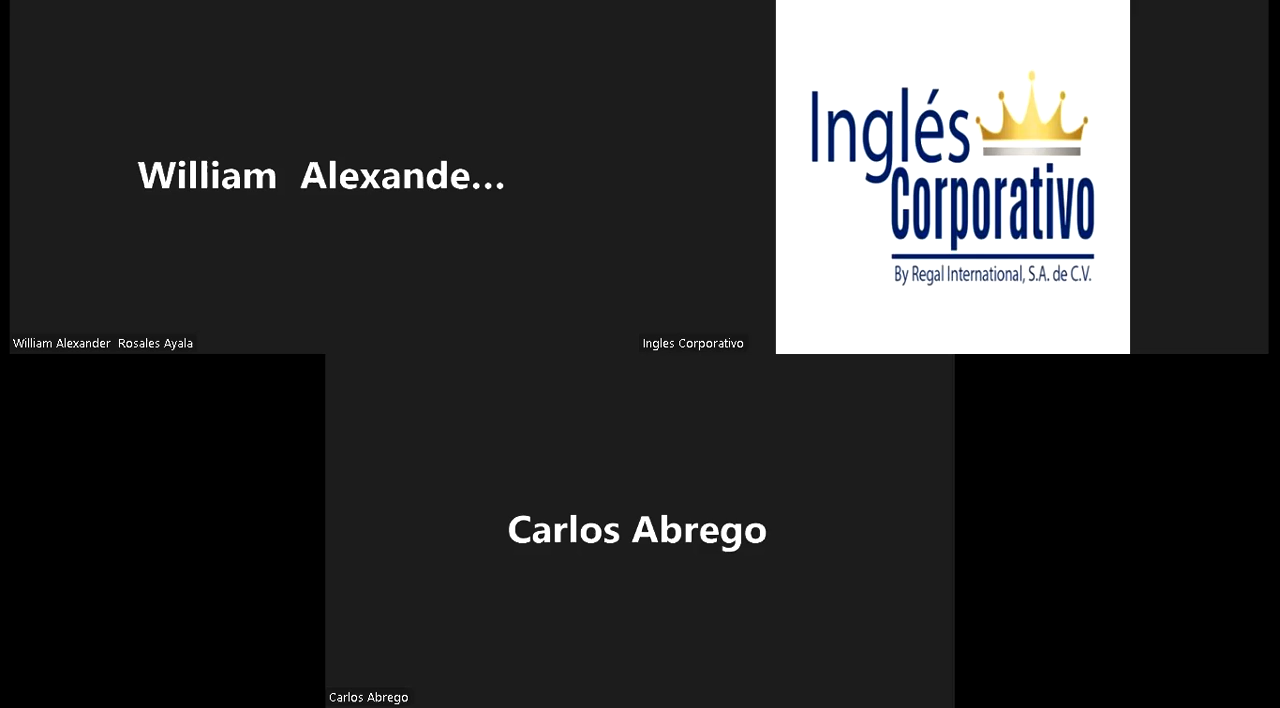 William Alexande...
William Alexander Rosales Ayala
Inglés
Corporativo
By Regal International, S.A. de C.V.
Ingles Corporativo
Carlos Abrego
Carlos Abrego